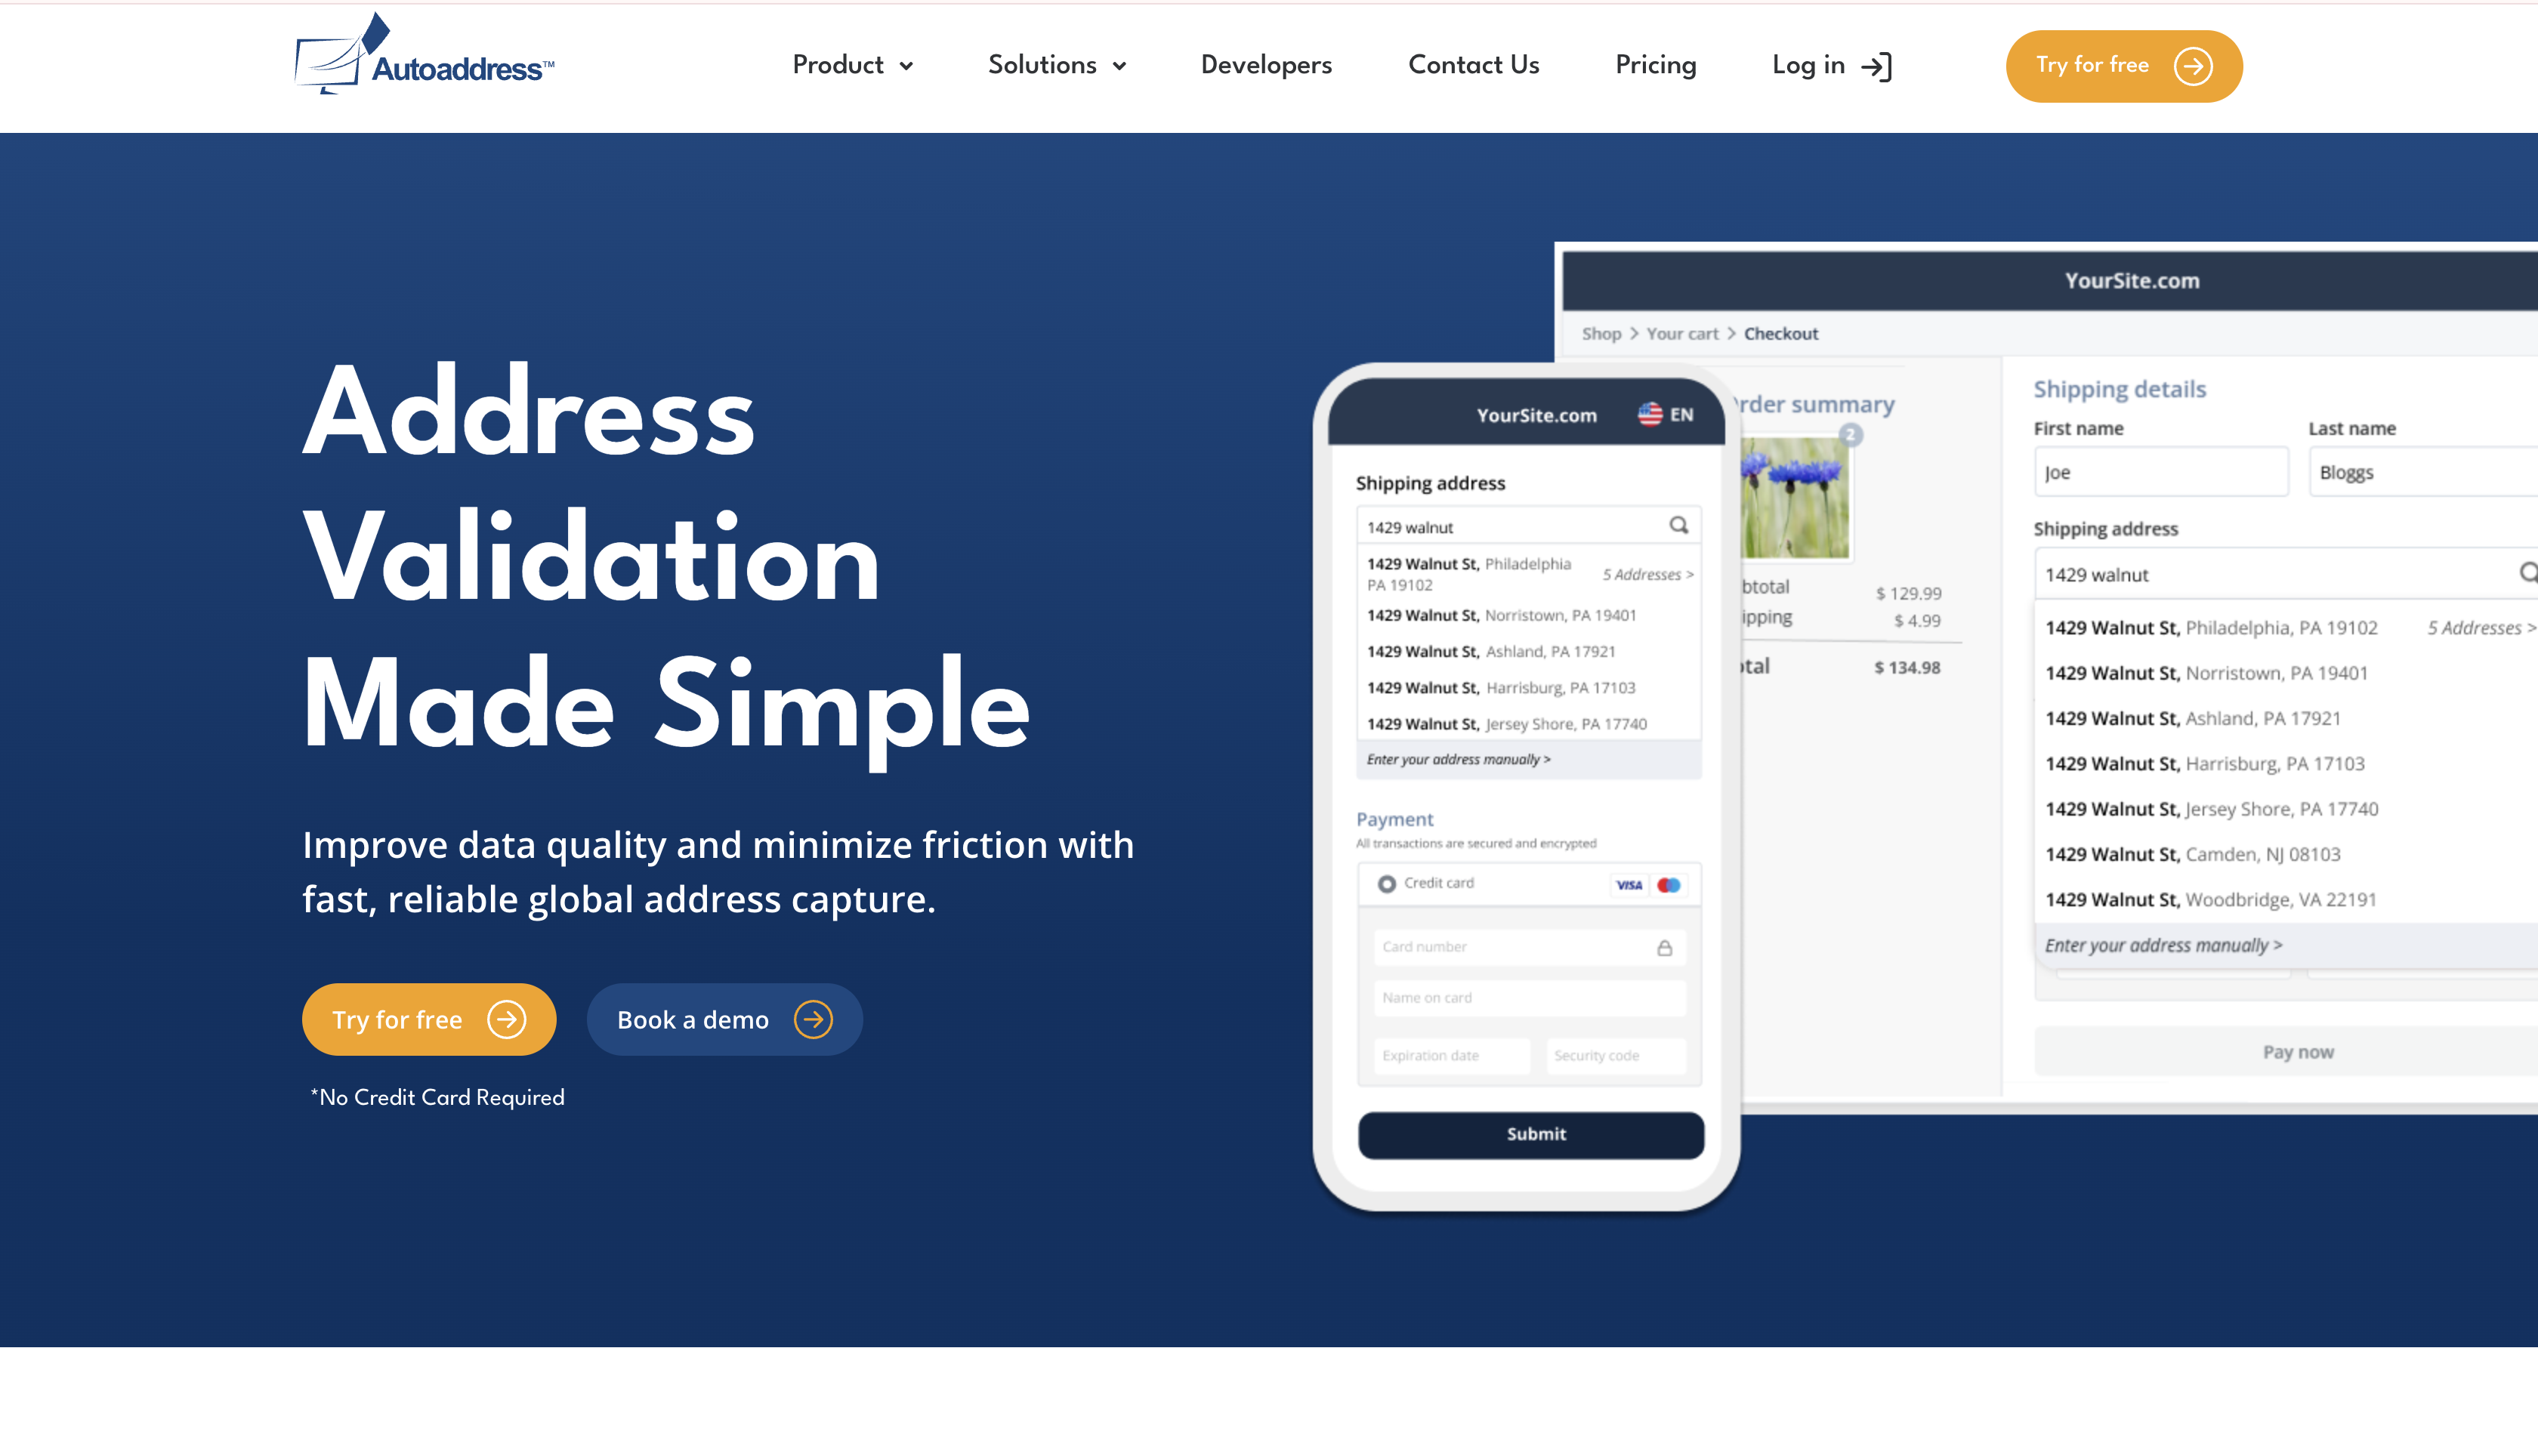 Autoaddress™
Product
Solutions
Developers
Contact Us
Pricing
Log in
Try for free
Address
Validation
Made Simple
Improve data quality and minimize friction with
fast, reliable global address capture.
Try for free
Book a demo
*No Credit Card Required
YourSite.com
EN
Shipping address
1429 walnut
1429 Walnut St, Philadelphia
PA 19102
5 Addresses >
1429 Walnut St, Norristown, PA 19401
1429 Walnut St, Ashland, PA 17921
1429 Walnut St, Harrisburg, PA 17103
1429 Walnut St, Jersey Shore, PA 17740
Enter your address manually >
Payment
All transactions are secured and encrypted
Credit card
VISA
Card number
Name on card
Expiration date
Security code
Submit
YourSite.com
Shop > Your cart > Checkout
rder summary
2
btotal
$ 129.99
ipping
$ 4.99
tal
$ 134.98
Shipping details
First name
Last name
Joe
Bloggs
Shipping address
1429 walnut
1429 Walnut St, Philadelphia, PA 19102
5 Addresses >
1429 Walnut St, Norristown, PA 19401
1429 Walnut St, Ashland, PA 17921
1429 Walnut St, Harrisburg, PA 17103
1429 Walnut St, Jersey Shore, PA 17740
1429 Walnut St, Camden, NJ 08103
1429 Walnut St, Woodbridge, VA 22191
Enter your address manually >
Pay now